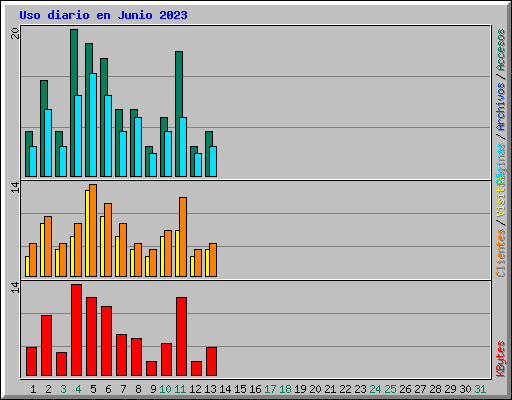 Uso diario en Junio 2023
20
14
14
Accesos / Archivos / Páginas
Visitas / Clientes
KBytes
1 2 3 4 5 6 7 8 9 10 11 12 13 14 15 16 17 18 19 20 21 22 23 24 25 26 27 28 29 30 31